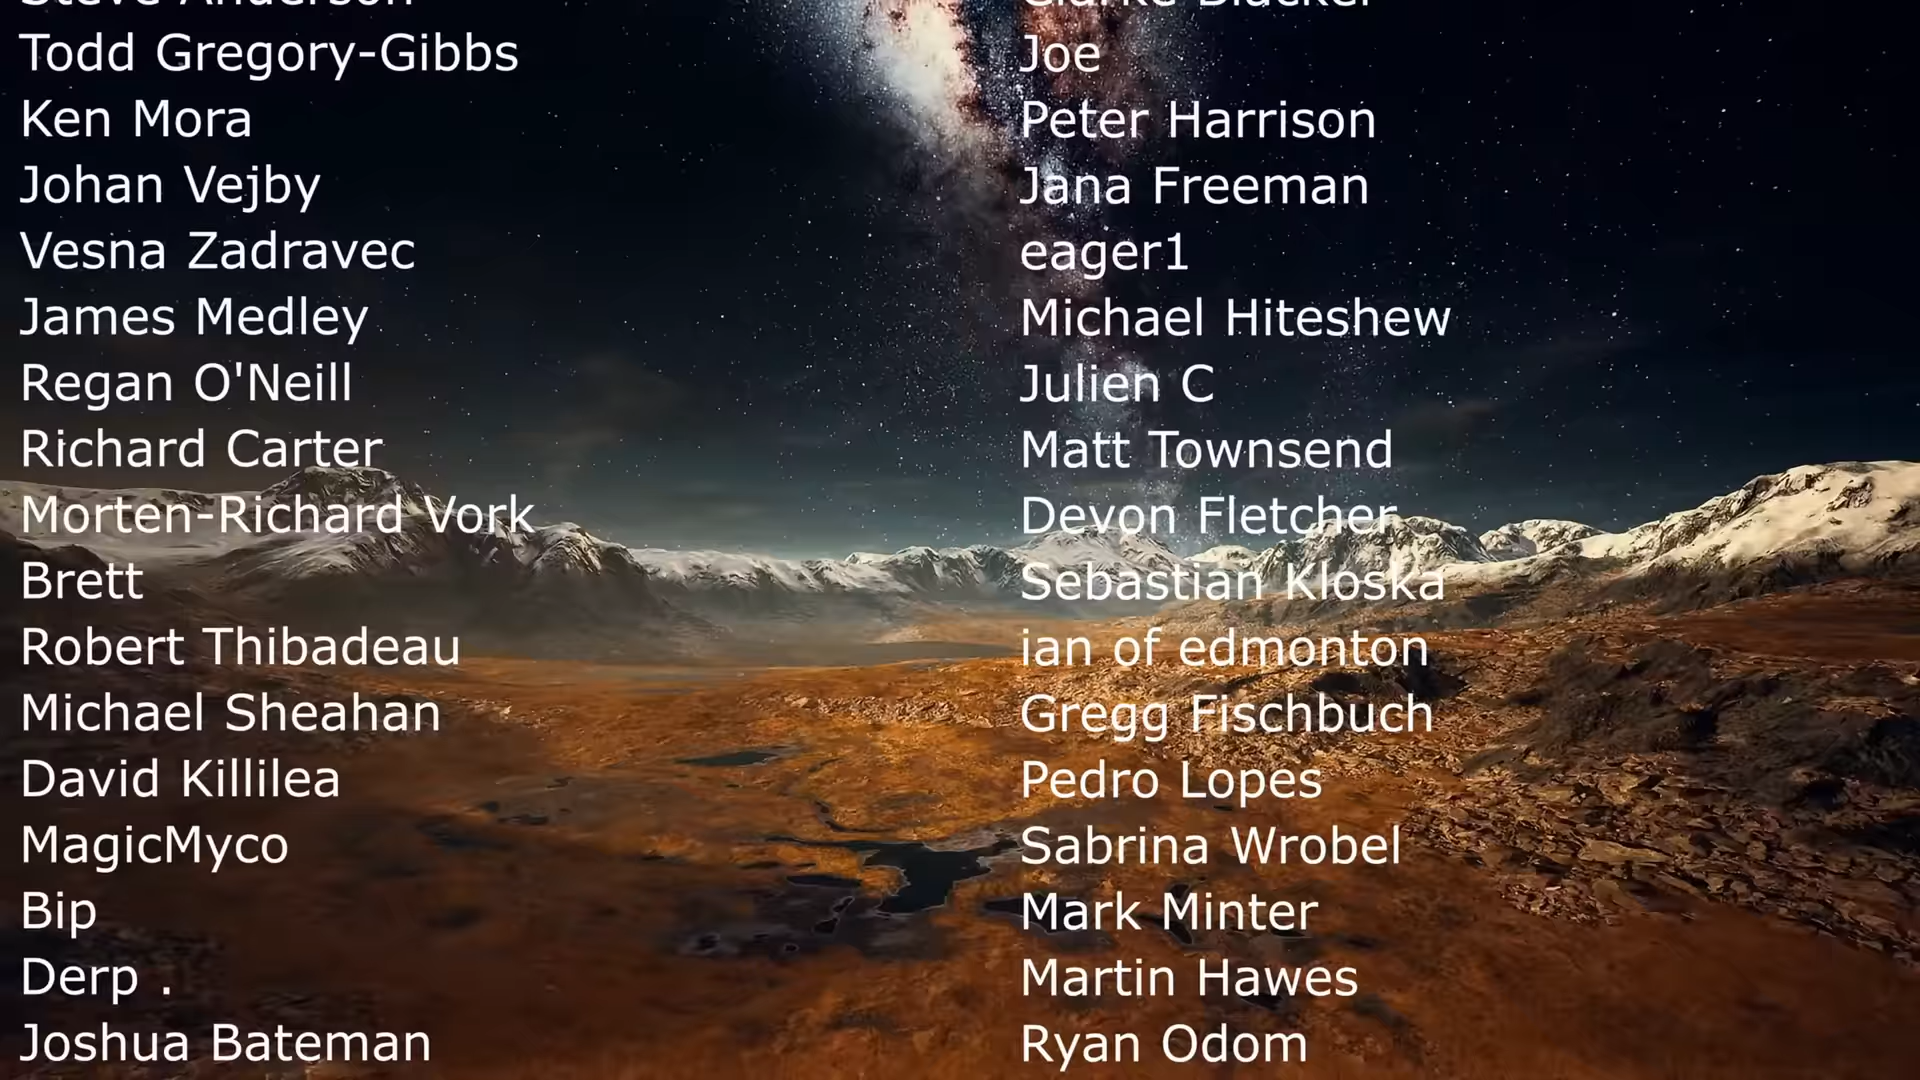 Steve Anderson
Todd Gregory-Gibbs
Ken Mora
Johan Vejby
Vesna Zadravec
James Medley
Regan O'Neill
Richard Carter
Morten-Richard Vork
Brett
Robert Thibadeau
Michael Sheahan
David Killilea
MagicMyco
Bip
Derp .
Joshua Bateman
Joe
Peter Harrison
Jana Freeman
eager1
Michael Hiteshew
Julien C
Matt Townsend
Devon Fletcher
Sebastian Kloska
ian of edmonton
Gregg Fischbuch
Pedro Lopes
Sabrina Wrobel
Mark Minter
Martin Hawes
Ryan Odom